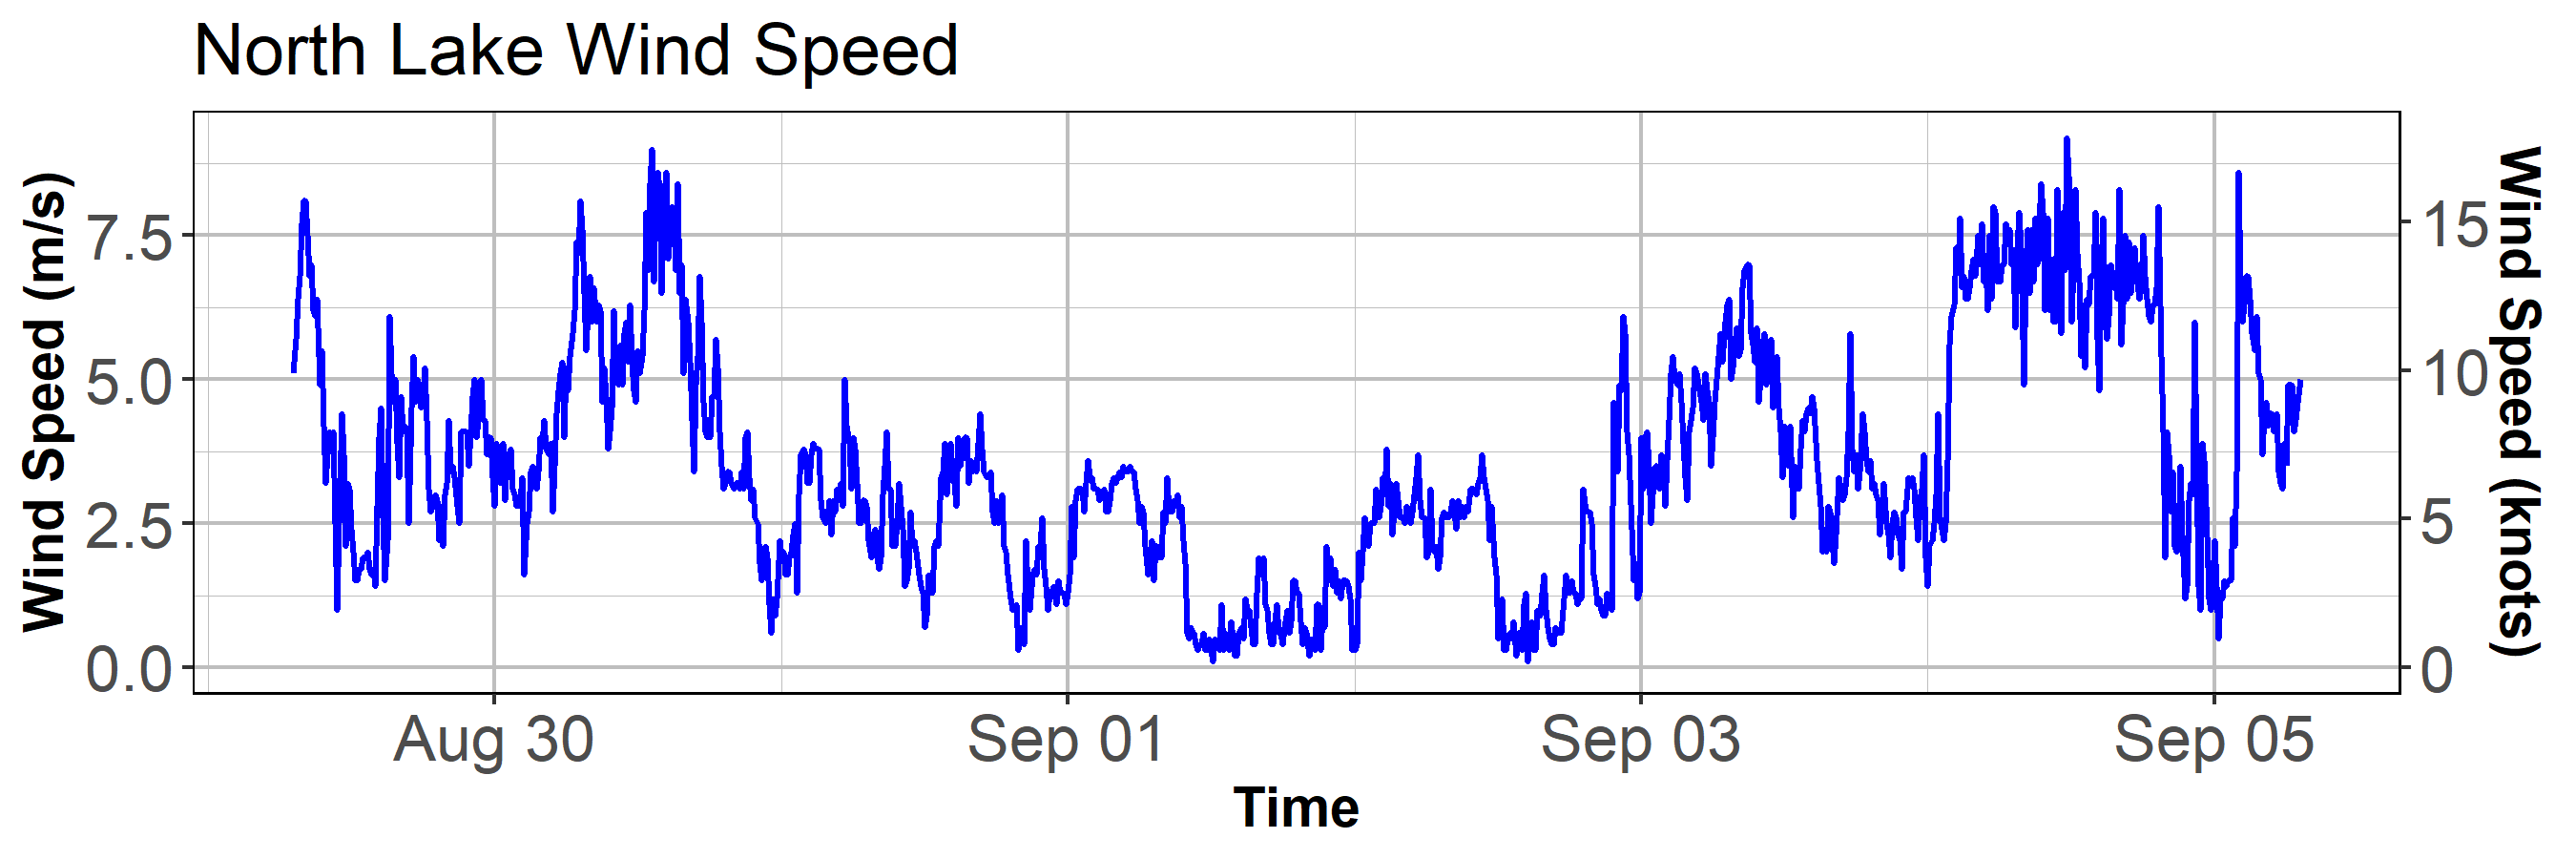 North Lake Wind Speed
Wind Speed (m/s)
7.5
5.0
2.5
0.0
15
10
5
0
Wind Speed (knots)
Aug 30
Sep 01
Sep 03
Sep 05
Time